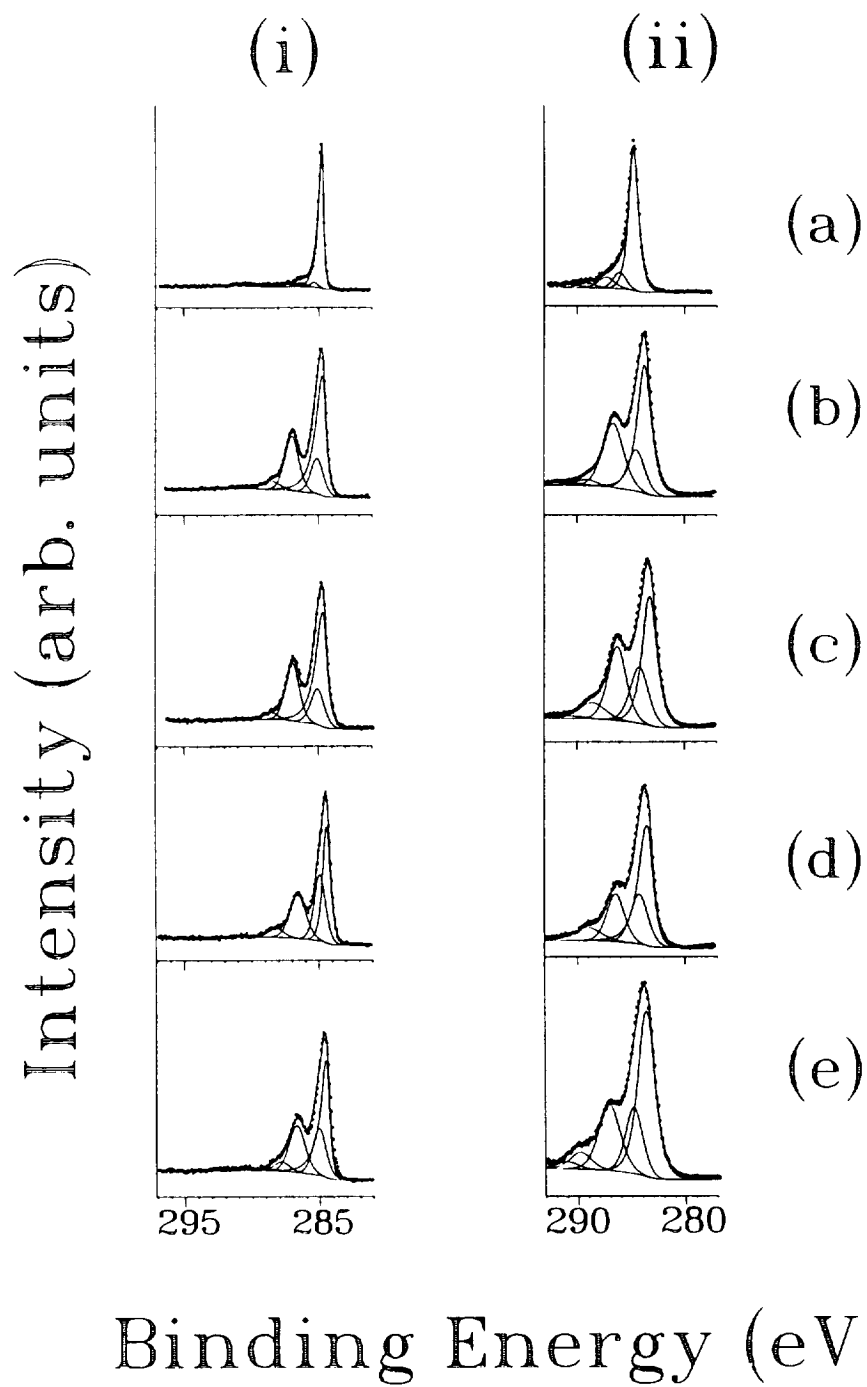 (i) (ii)
(a)
(b)
(c)
(d)
(e)
Intensity (arb. units)
295 285 290 280
Binding Energy (eV